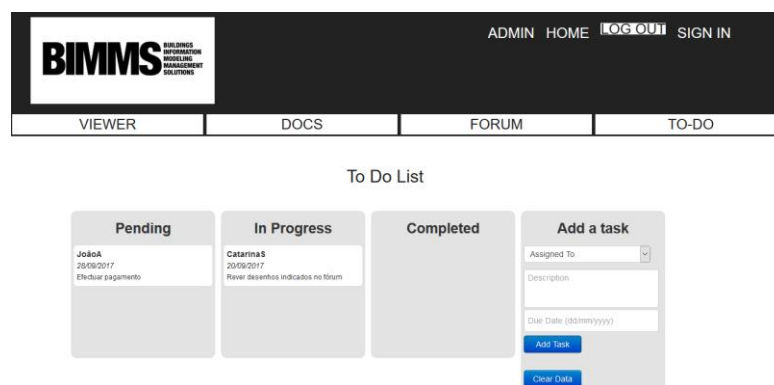 BIMMS
BUILDINGS
INFORMATION
MODELING
MANAGEMENT
SOLUTIONS
ADMIN HOME LOG OUT SIGN IN
VIEWER DOCS FORUM TO-DO
To Do List
Pending
JoãoA
28/09/2017
Efectuar pagamento
In Progress
CatarinaS
20/09/2017
Rever desenhos indicados no fórum
Completed
Add a task
Assigned To
Description
Due Date (dd/mm/yyyy)
Add Task
Clear Data